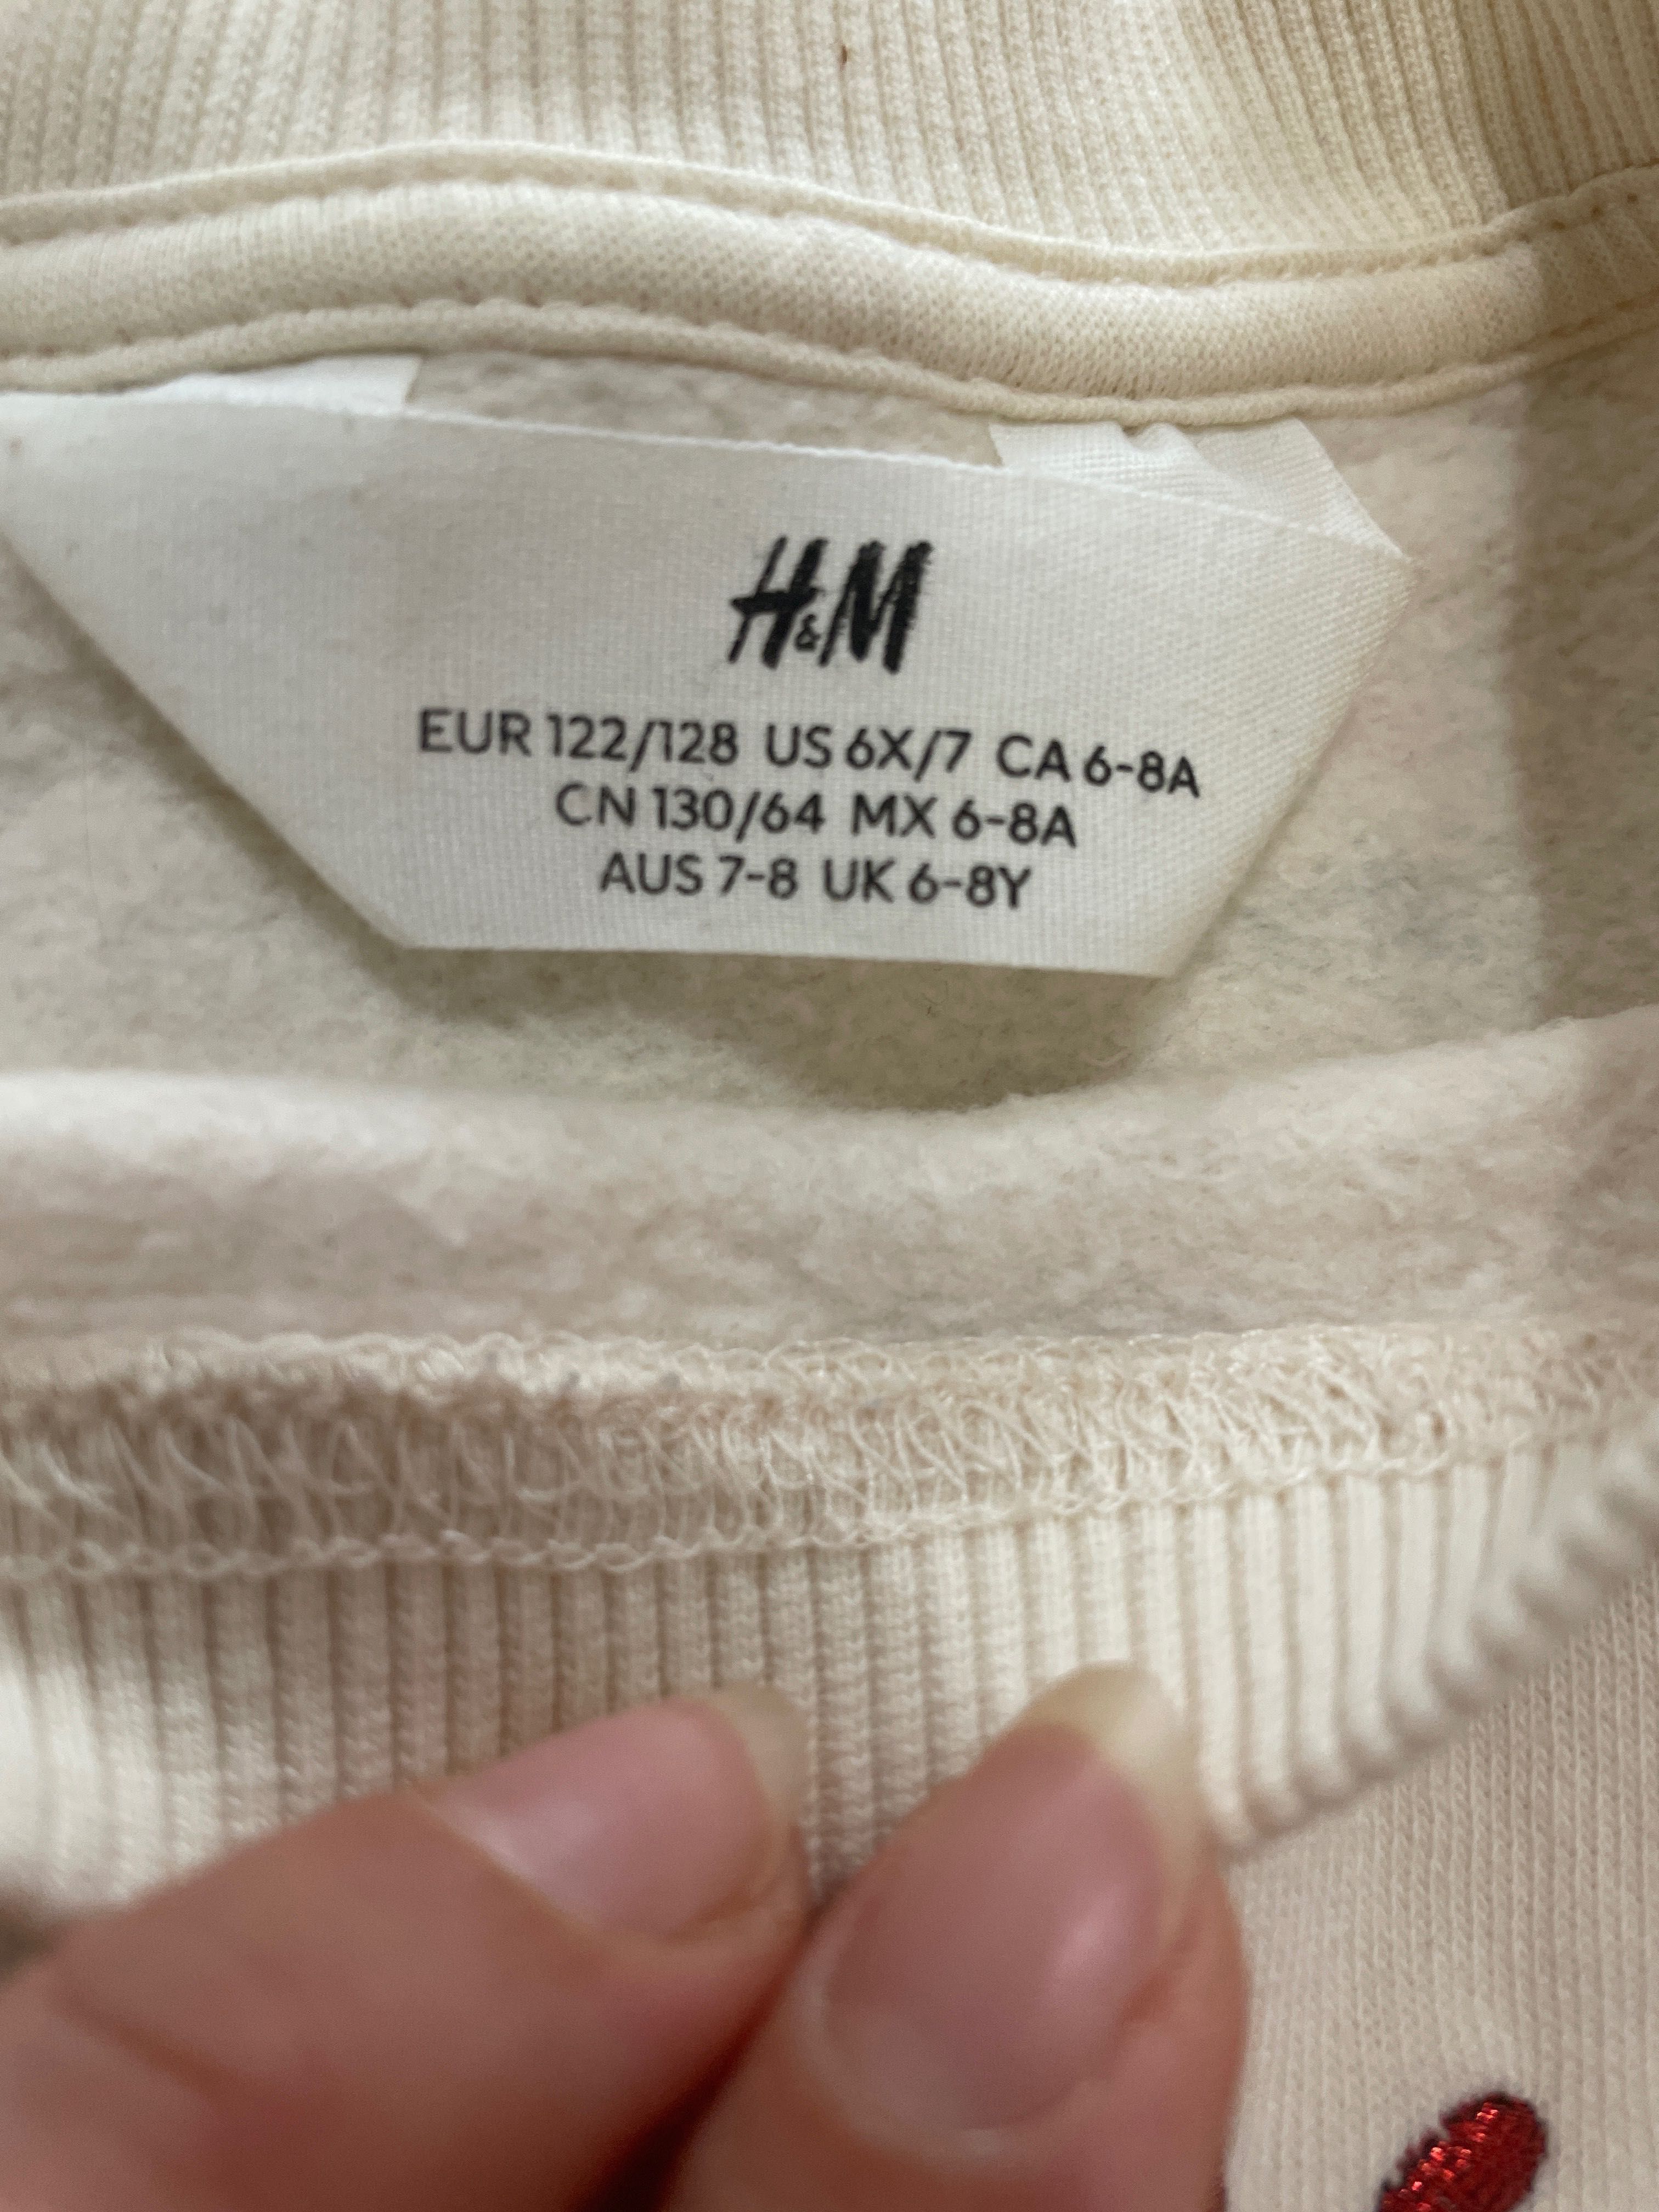 H&M
EUR 122/128 US 6X/7 CA 6-8A
CN 130/64 MX 6-8A
AUS 7-8 UK 6-8Y